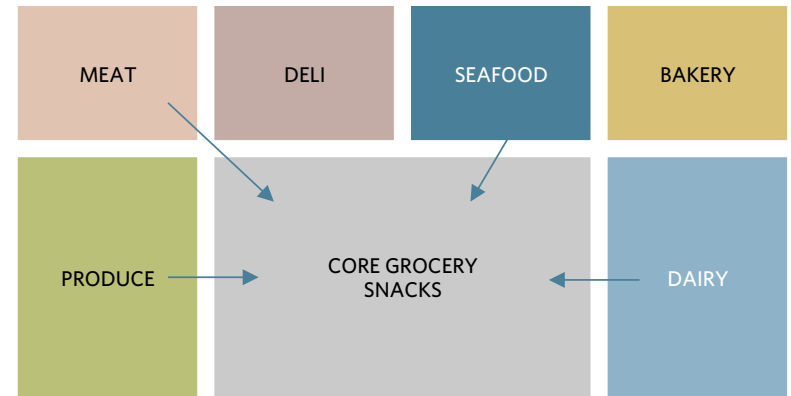 MEAT
DELI
SEAFOOD
BAKERY
PRODUCE
CORE GROCERY
SNACKS
DAIRY